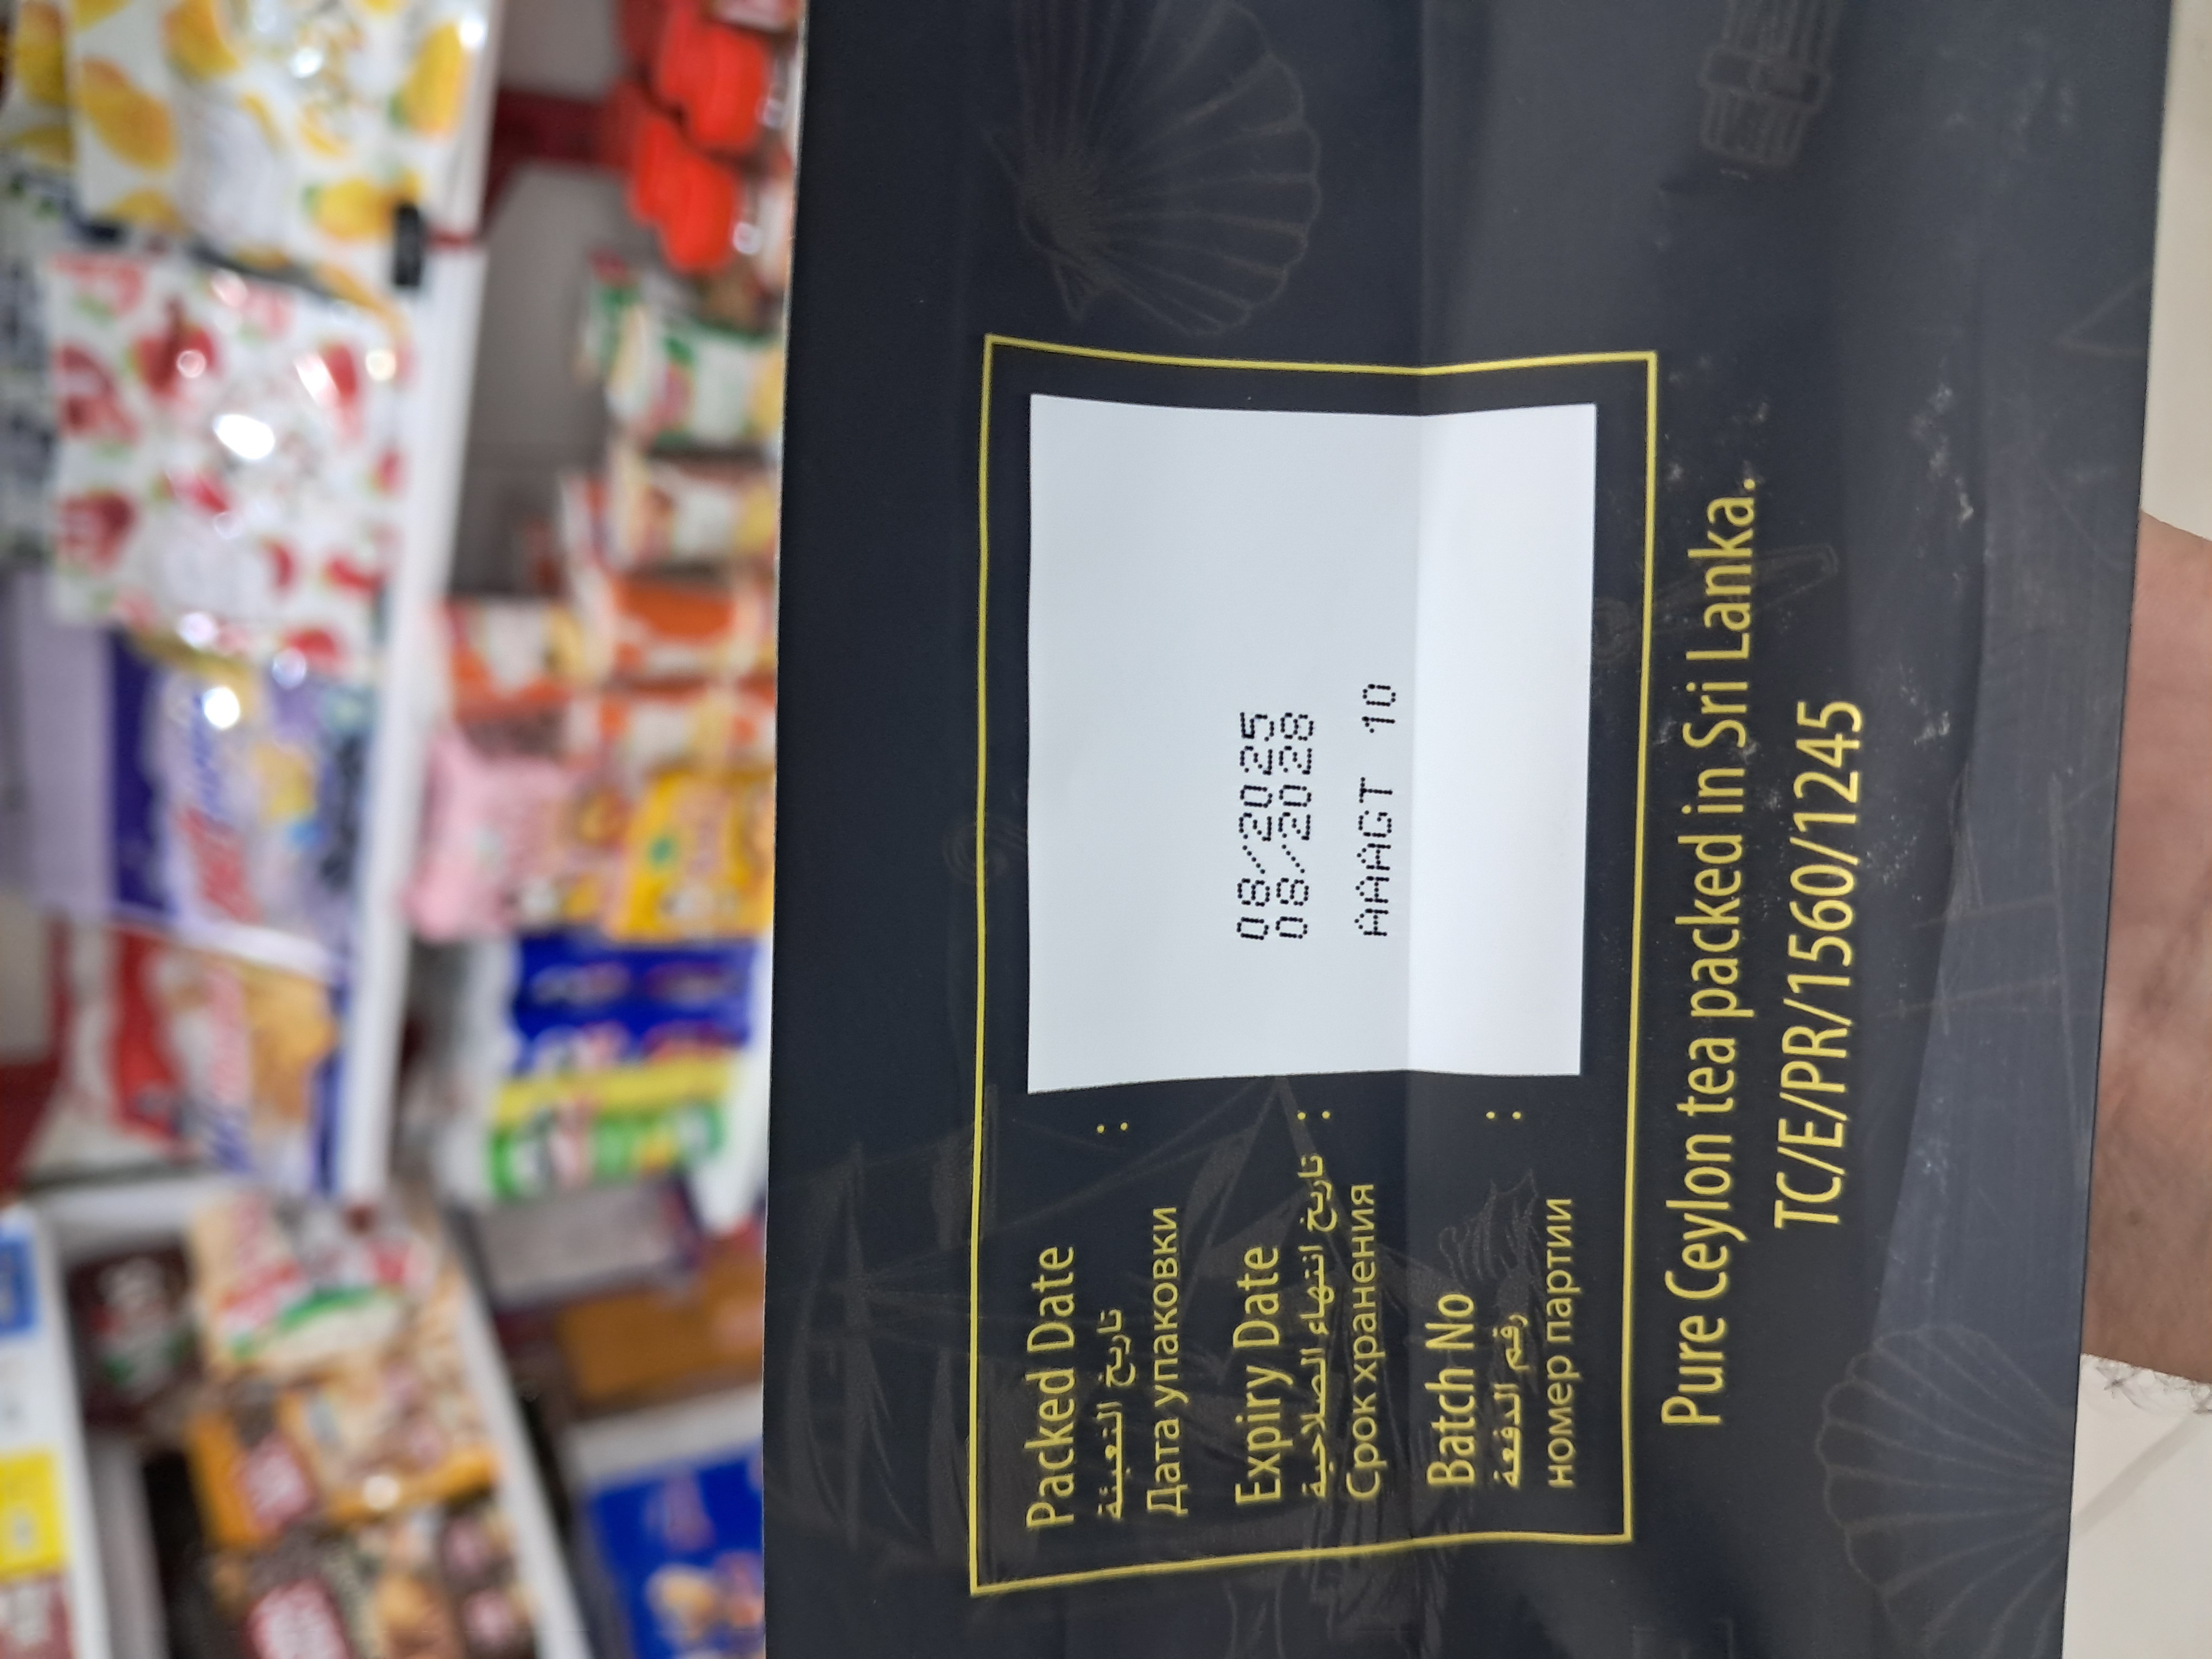 Packed Date
تاريخ التعبئة :
Дата упаковки
Expiry Date
تاريخ انتهاء الصلاحية :
Срок хранения
Batch No
رقم الدفعة :
номер партии
08/2025
08/2028
AAAGT 10
Pure Ceylon tea packed in Sri Lanka.
TC/E/PR/1560/1245